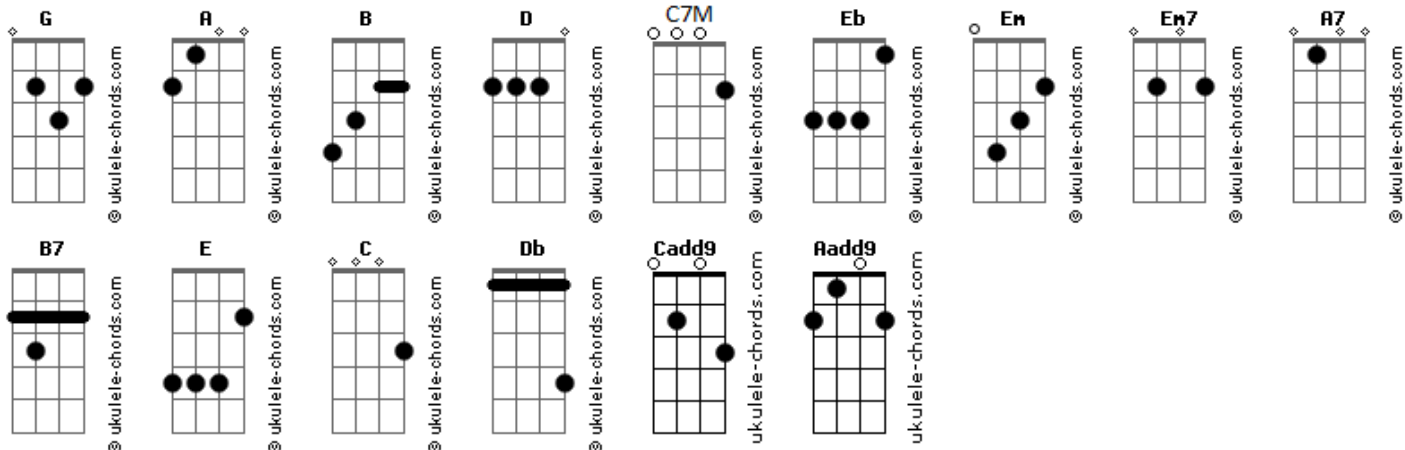 G A B D C7M Eb Em Em7 A7
© ukulele-chords.com © ukulele-chords.com © ukulele-chords.com © ukulele-chords.com ukulele-chords.com © ukulele-chords.com © ukulele-chords.com © ukulele-chords.com © ukulele-chords.com
B7 E C Db Cadd9 Aadd9
© ukulele-chords.com © ukulele-chords.com © ukulele-chords.com © ukulele-chords.com ukulele-chords.com ukulele-chords.com